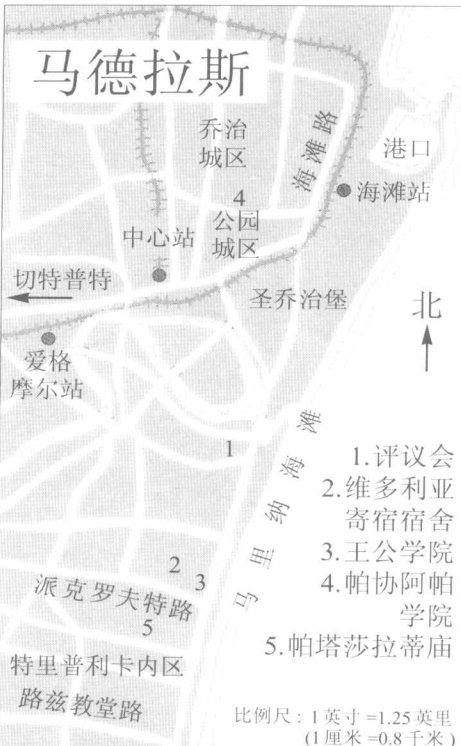 马德拉斯
乔治
城区
海滩路
港口
海滩站
4
公园
城区
中心站
切特普特
圣乔治堡
北
爱格
摩尔站
1
马里纳海滩
1.评议会
2.维多利亚
寄宿宿舍
3.王公学院
4.帕协阿帕
学院
5.帕塔莎拉蒂庙
2
3
派克罗夫特路
5
特里普利卡内区
路兹教堂路
比例尺：1英寸=1.25英里
(1厘米=0.8千米)